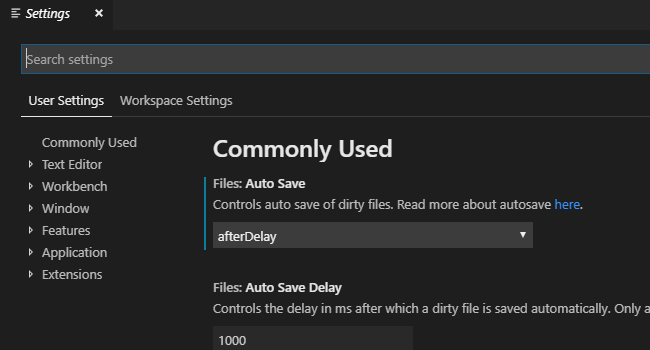 Settings
Search settings
User Settings Workspace Settings
Commonly Used
Text Editor
Workbench
Window
Features
Application
Extensions
Commonly Used
Files: Auto Save
Controls auto save of dirty files. Read more about autosave here.
afterDelay
Files: Auto Save Delay
Controls the delay in ms after which a dirty file is saved automatically. Only a
1000